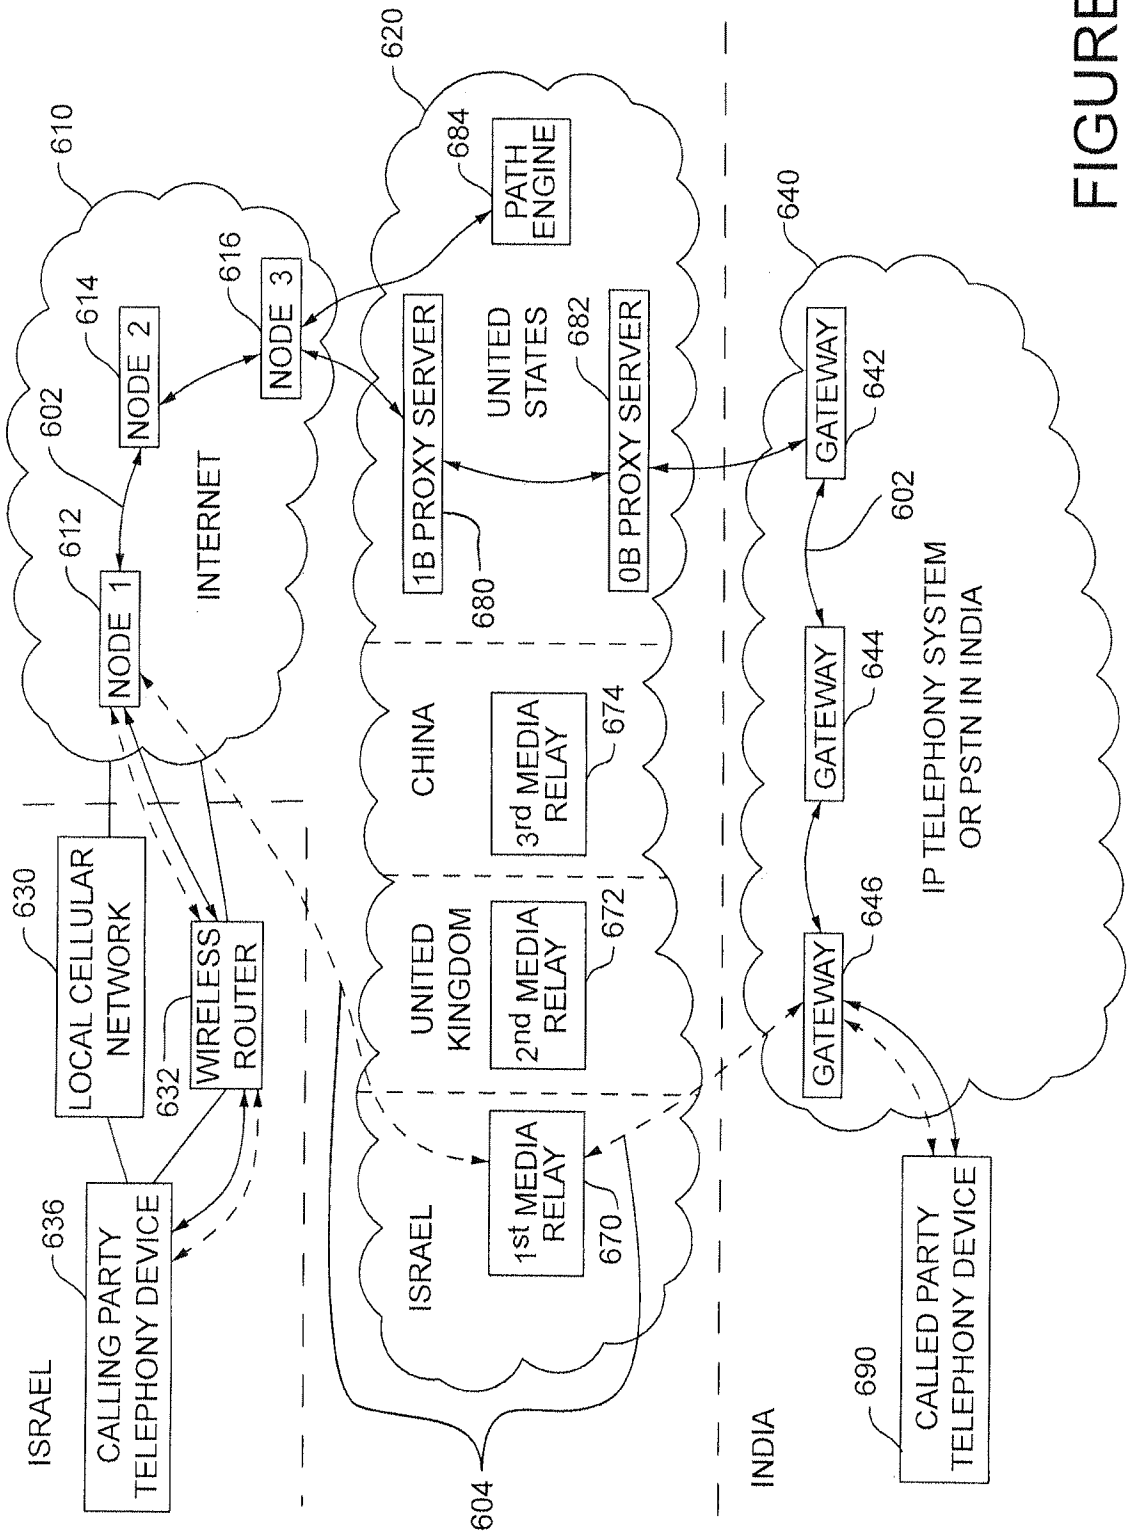 ISRAEL
636
CALLING PARTY
TELEPHONY DEVICE
630
LOCAL CELLULAR
NETWORK
632
WIRELESS
ROUTER
610
612
NODE 1
602
614
NODE 2
616
NODE 3
INTERNET
604
620
ISRAEL
1st MEDIA
RELAY
670
UNITED
KINGDOM
2nd MEDIA
RELAY
672
CHINA
3rd MEDIA
RELAY
674
1B PROXY SERVER
680
UNITED
STATES
682
0B PROXY SERVER
684
PATH
ENGINE
INDIA
690
CALLED PARTY
TELEPHONY DEVICE
640
GATEWAY
646
GATEWAY
644
GATEWAY
642
602
IP TELEPHONY SYSTEM
OR PSTN IN INDIA
FIGURE